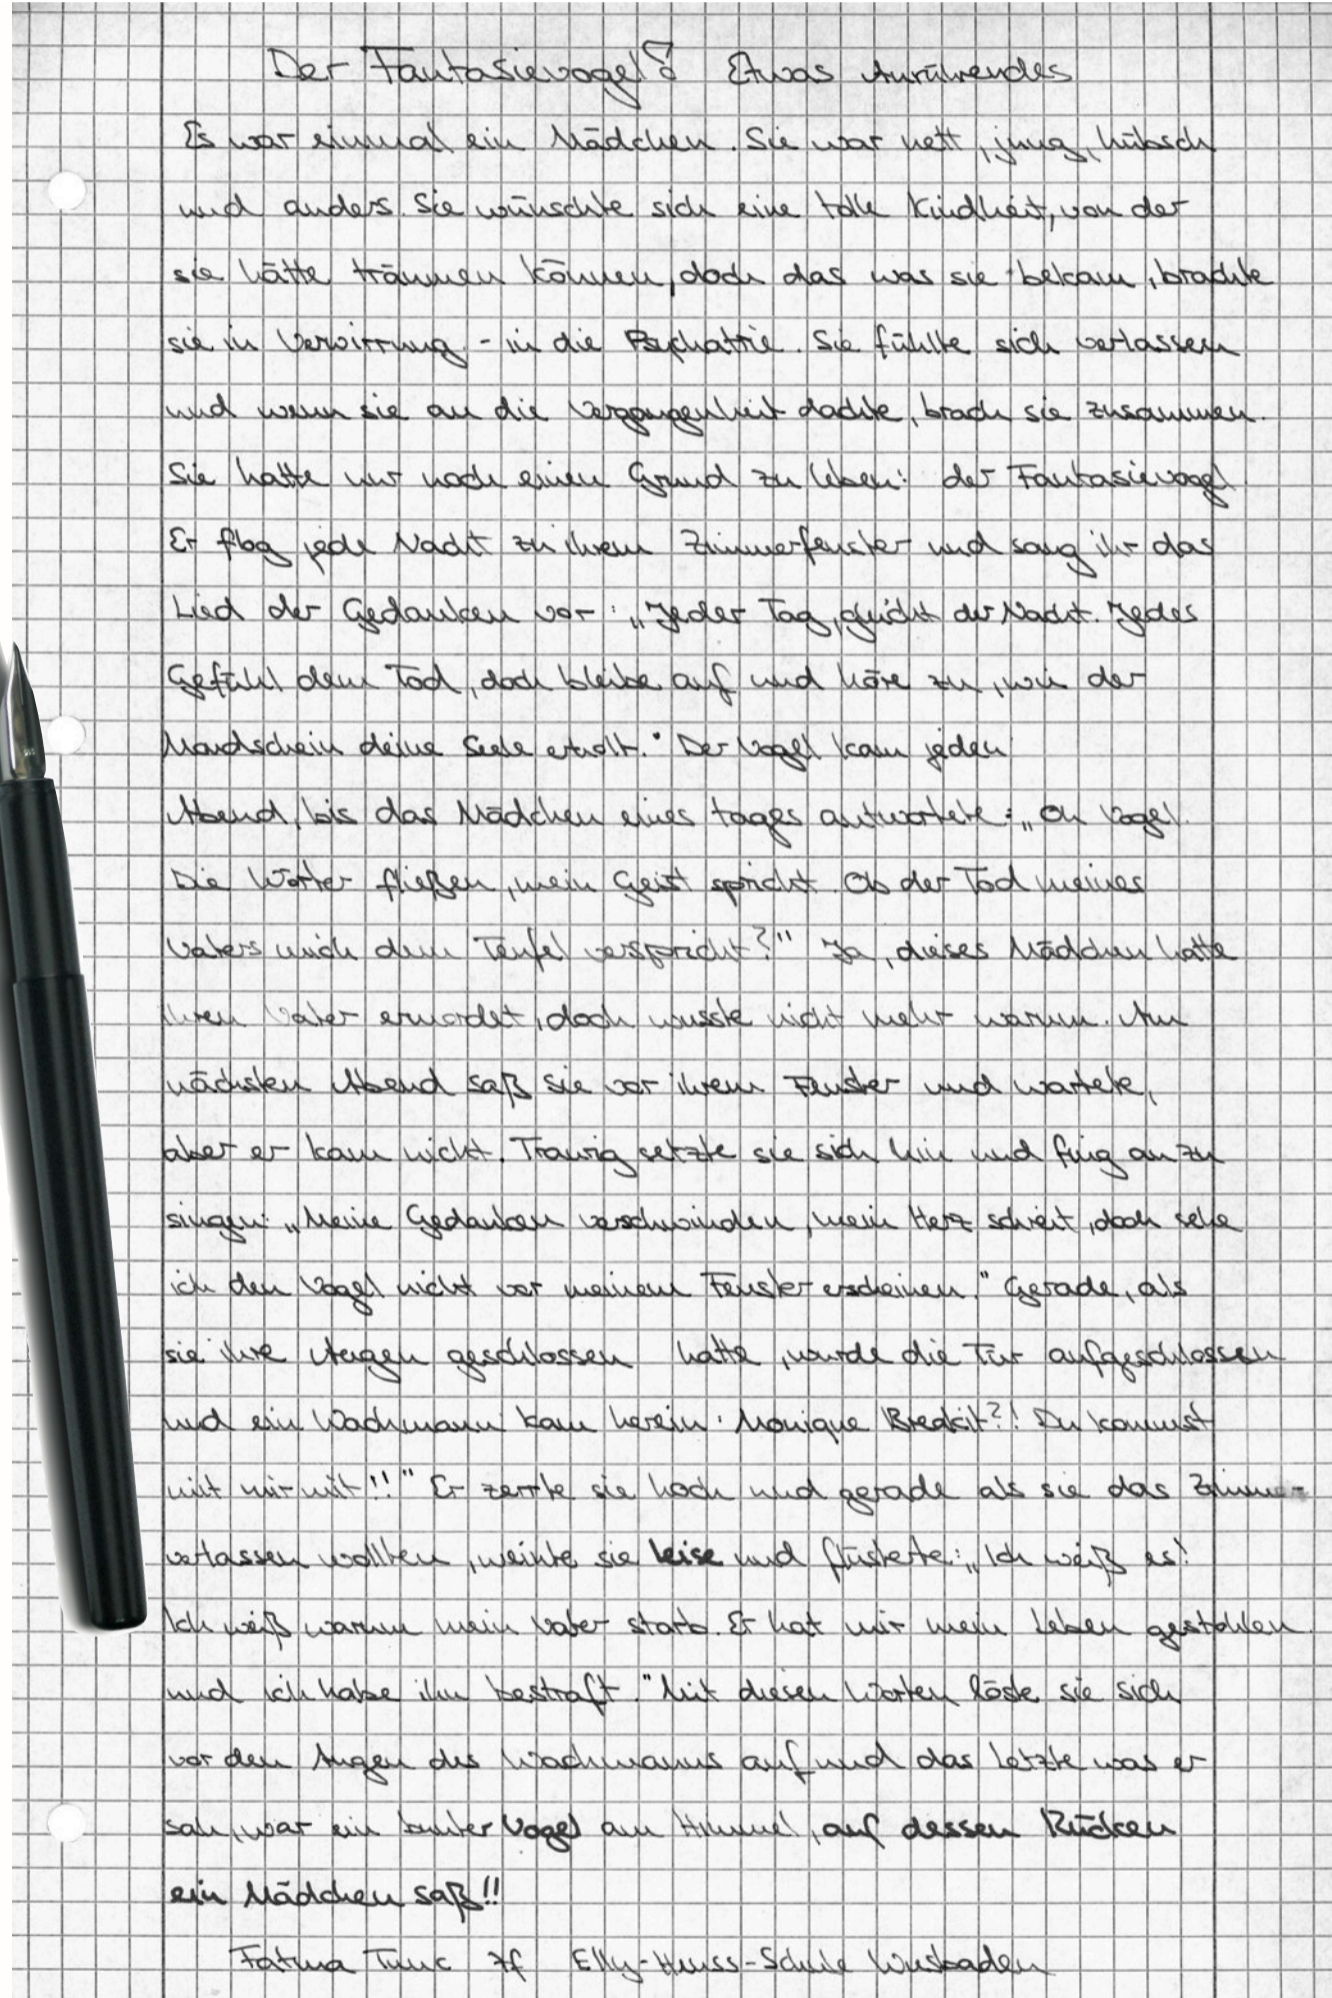 Der Fantasievogel? Etwas Anrührendes
Es war einmal ein Mädchen. Sie war nett, jung, hübsch
und anders. Sie wünschte sich eine tolle Kindheit, von der
sie hätte träumen können, doch das was sie bekam, brachte
sie in Verwirrung - in die Psychattrie. Sie fühlte sich verlassen
und wenn sie an die Vergangenheit dachte, brach sie zusammen.
Sie hatte nur noch einen Grund zu leben: der Fantasievogel
Er flog jede Nacht zu ihrem Zimmerfenster und sang ihr das
Lied der Gedanken vor: „Jeder Tag, gleicht der Nacht. Jedes
Gefühl dem Tod, doch bleibe auf und höre zu, wie der
Mondschein deine Seele erholt." Der Vogel kam jeden
Abend, bis das Mädchen eines tages antwortete: „Oh Vogel.
Die Wörter fließen, mein Geist spricht. Ob der Tod meines
Vaters mich dem Teufel verspricht?" Ja, dieses Mädchen hatte
ihren Vater ermordet, doch wusste nicht mehr warum. Am
nächsten Abend saß sie vor ihrem Fenster und wartete,
aber er kam nicht. Traurig setzte sie sich hin und fing an zu
singen: „Meine Gedanken verschwinden, mein Herz schreit, doch sehe
ich den Vogel nicht vor meinem Fenster erscheinen." Gerade, als
sie ihre Augen geschlossen hatte, wurde die Tür aufgeschlossen
und ein Wachmann kam herein: Monique Breakit?! Du kommst
mit mir mit!!" Er zerrte sie hoch und gerade als sie das Zimmer
verlassen wollten, weinte sie leise und flüsterte: „Ich weiß es!
Ich weiß warum mein Vater starb. Er hat mir mein Leben gestohlen
und ich habe ihn bestraft." Mit diesen Worten löste sie sich
vor den Augen des Wachmanns auf und das Letzte was er
sah, war ein bunter Vogel am Himmel, auf dessen Rücken
ein Mädchen saß!!
Fatma Tunc 7f Elly-Heuss-Schule Wiesbaden